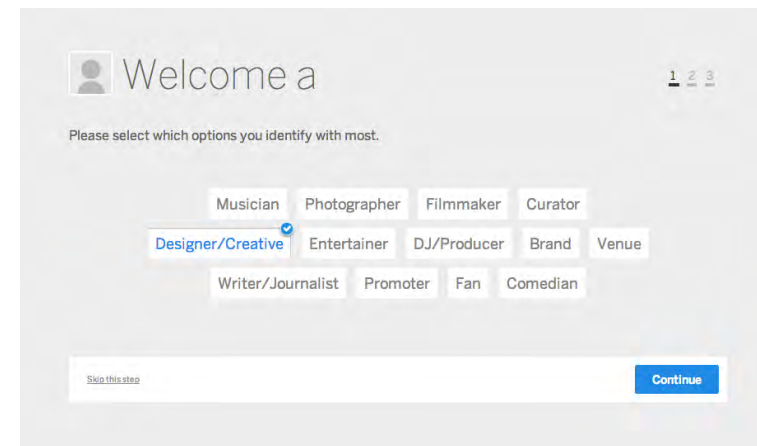 Welcome a
1 2 3
Please select which options you identify with most.
Musician Photographer Filmmaker Curator
Designer/Creative Entertainer DJ/Producer Brand Venue
Writer/Journalist Promoter Fan Comedian
Skip this step Continue